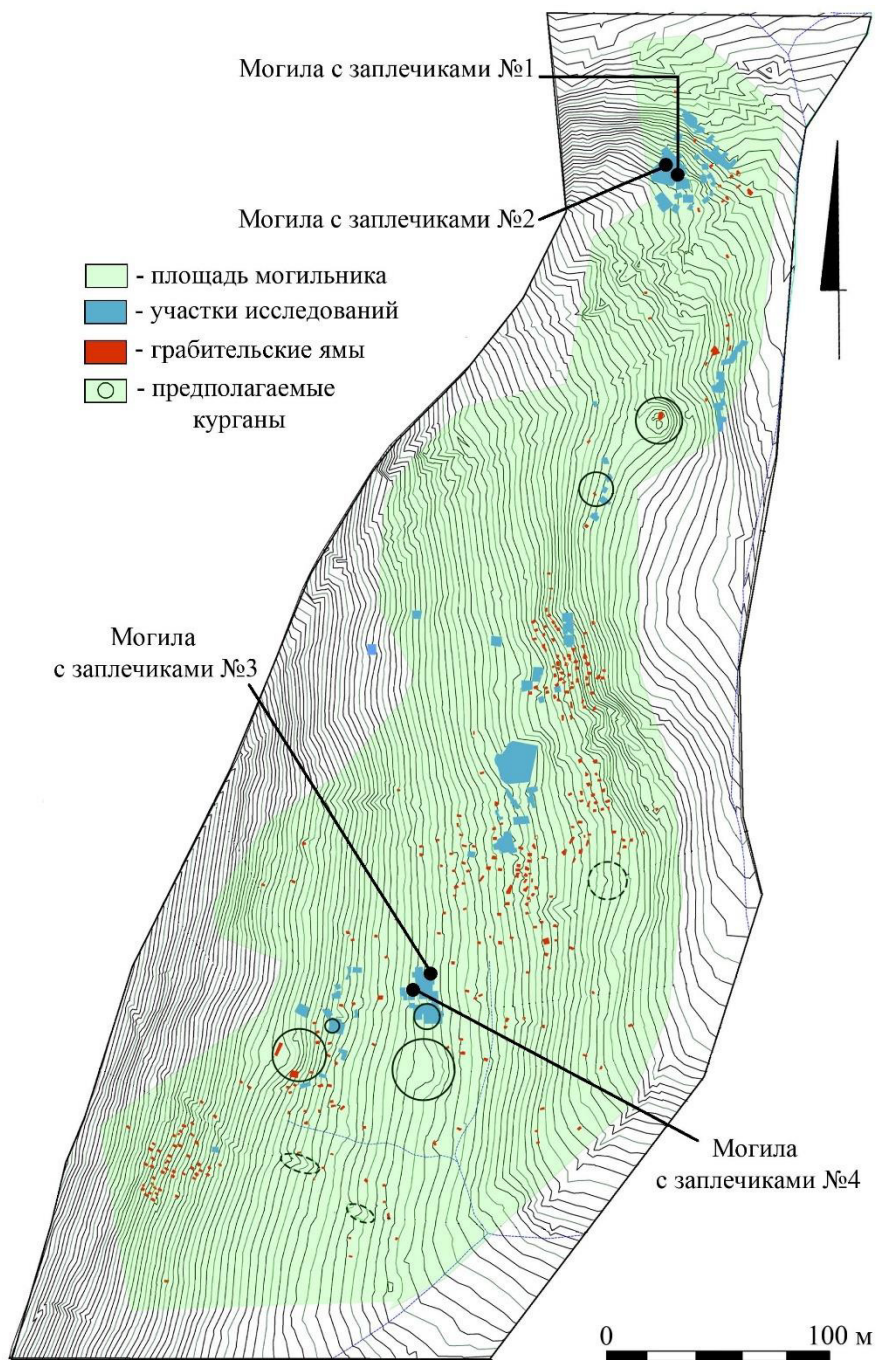 Могила с заплечиками №1
Могила с заплечиками №2
- площадь могильника
- участки исследований
- грабительские ямы
- предполагаемые
курганы
Могила
с заплечиками №3
Могила
с заплечиками №4
0 100 м